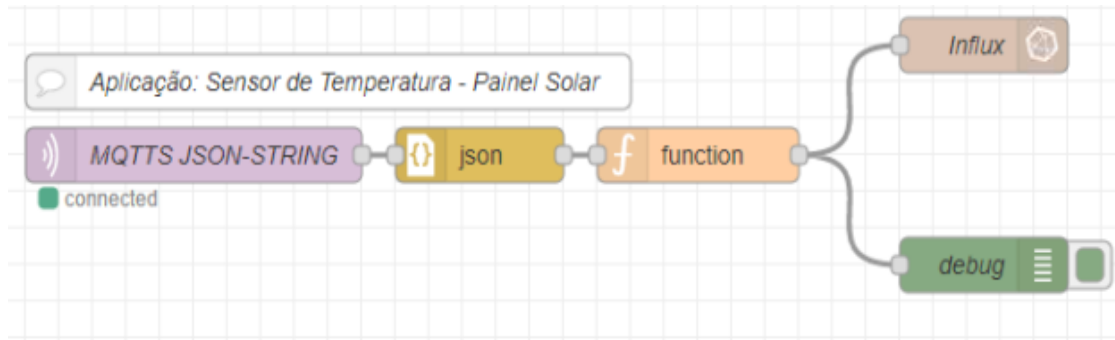 Aplicação: Sensor de Temperatura - Painel Solar
MQTTS JSON-STRING
json
function
Influx
connected
debug